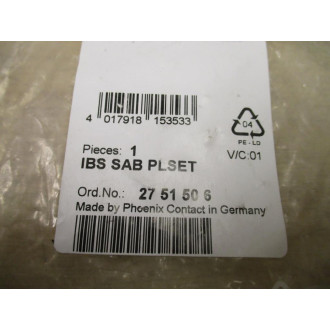 4 017918 153533
04
PE - LD
Pieces: 1
V/C:01
IBS SAB PLSET
Ord.No.: 27 51 50 6
Made by Phoenix Contact in Germany